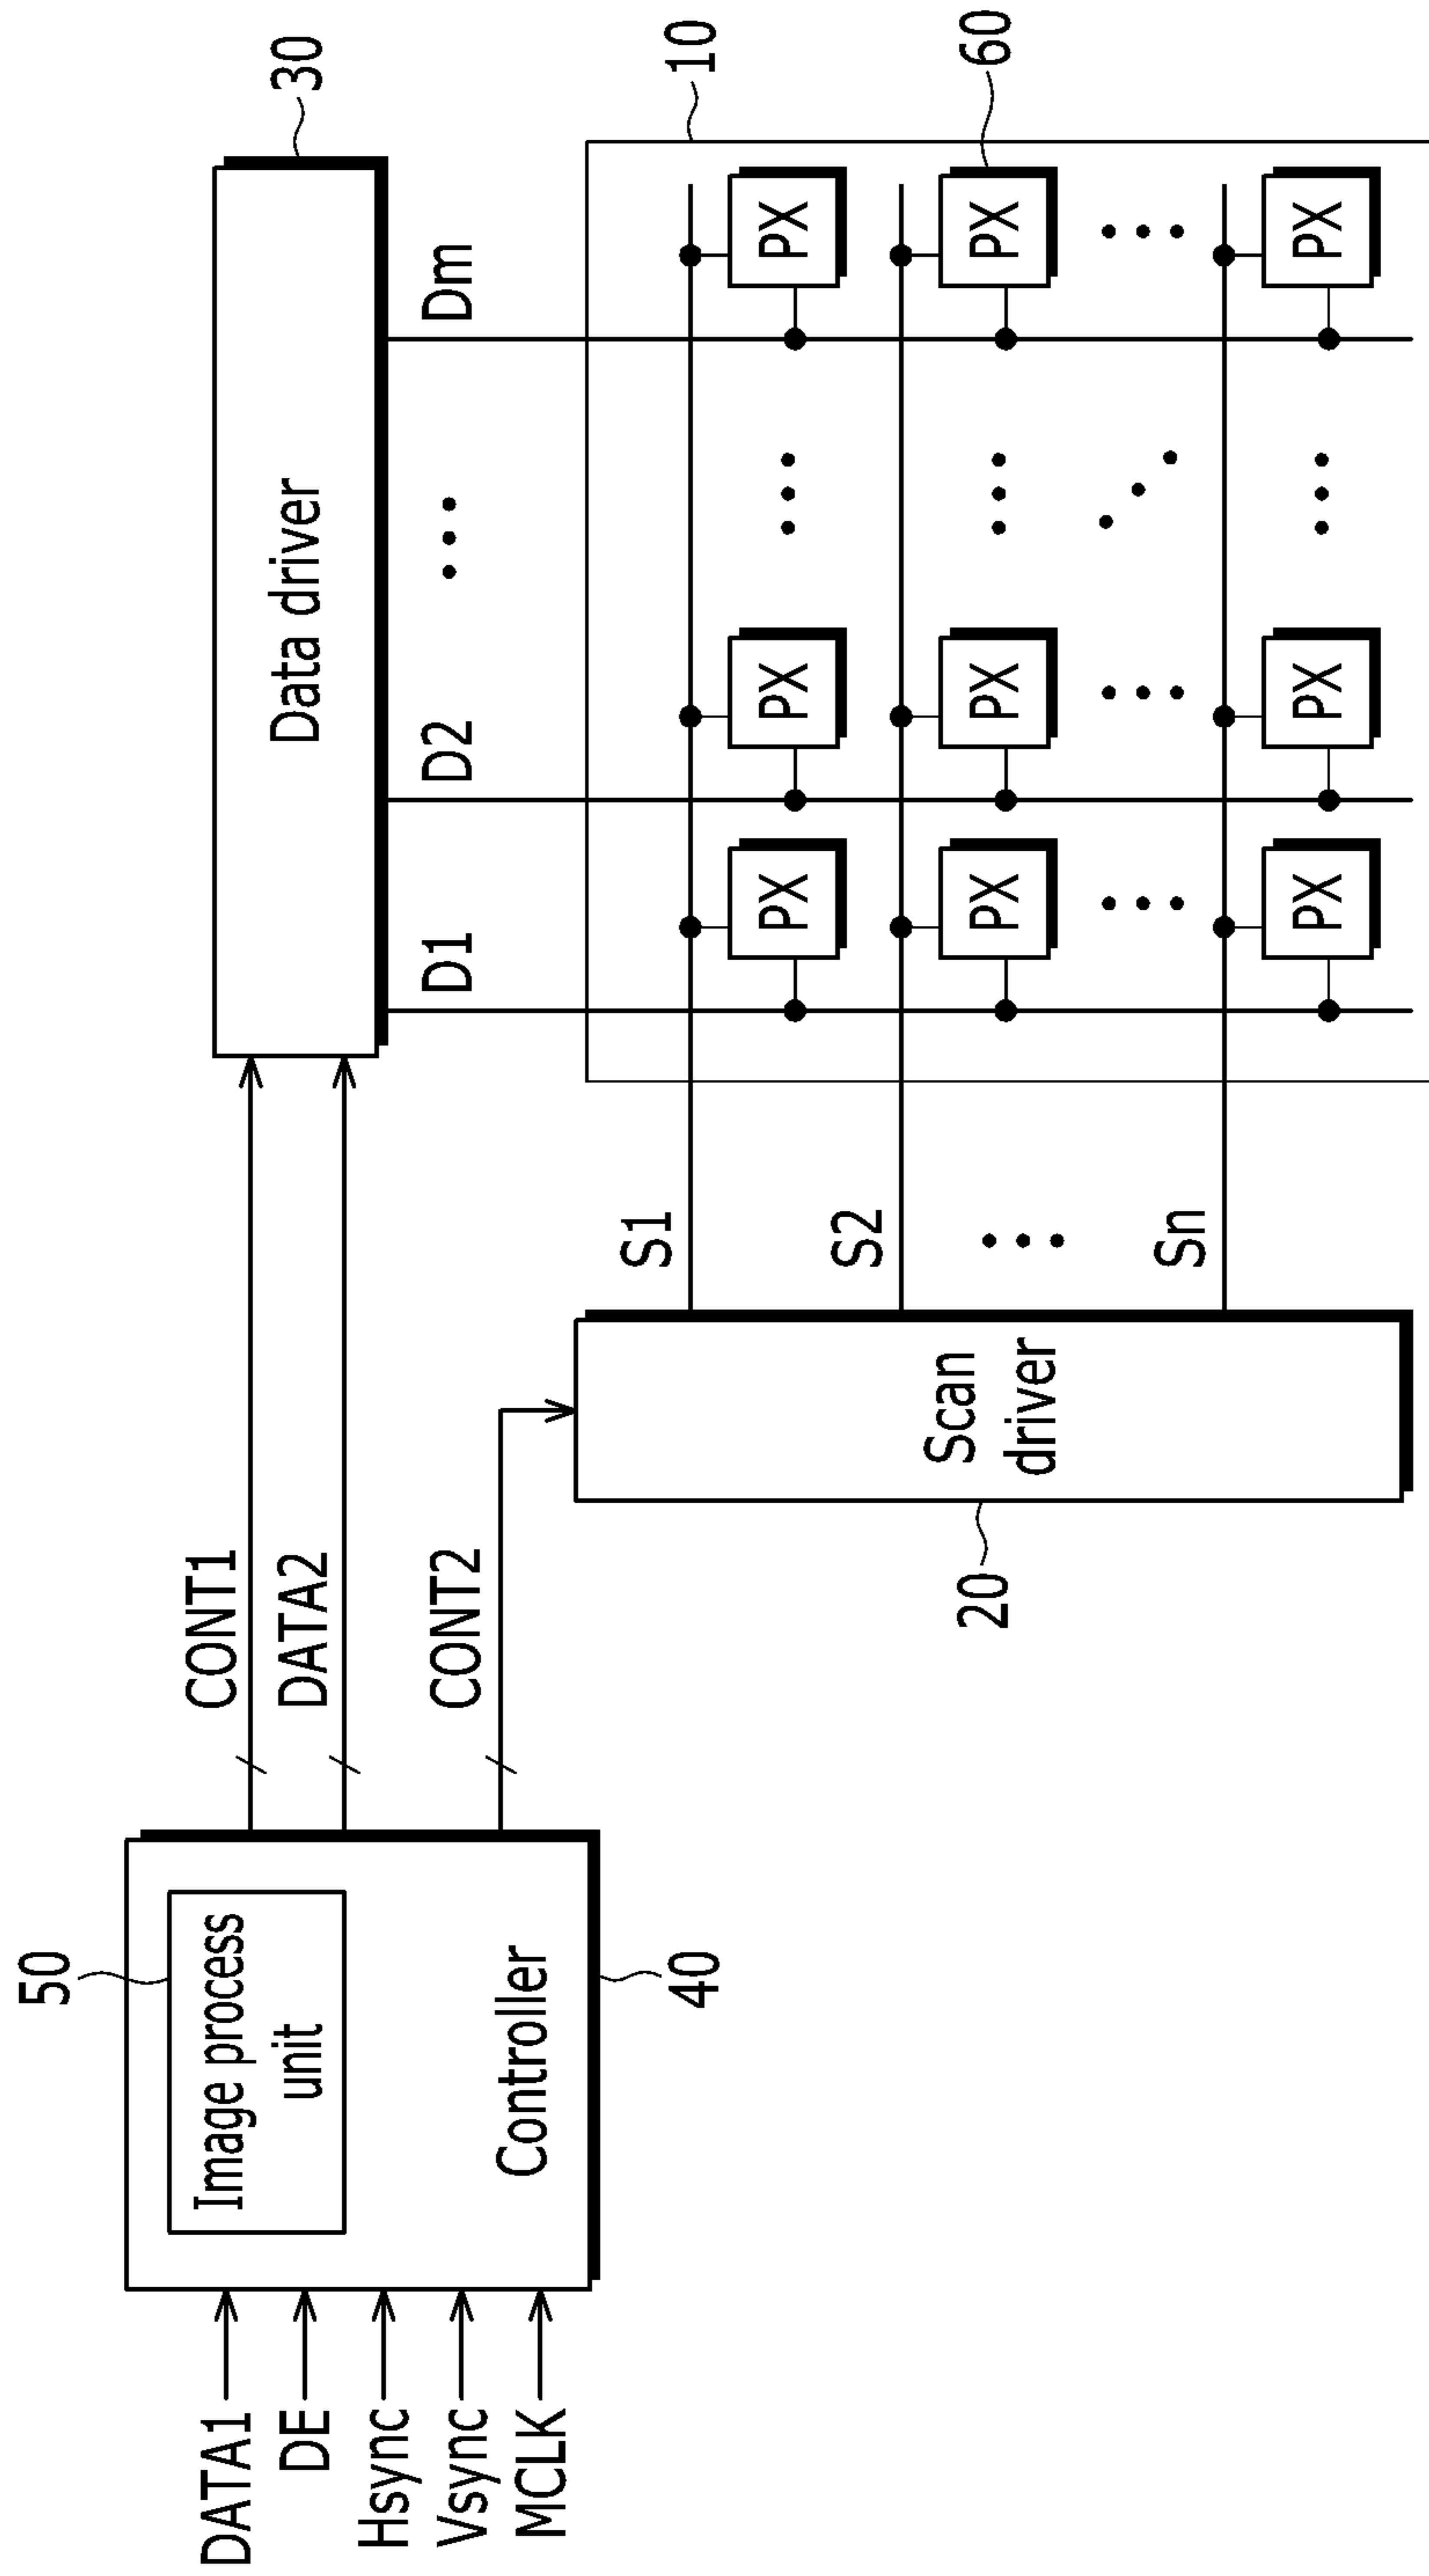 50
Image process
unit
Controller
40
DATA1
DE
Hsync
Vsync
MCLK
CONT1
DATA2
CONT2
Data driver
30
D1
D2
Dm
10
S1
S2
Sn
Scan
driver
20
PX
PX
PX
PX
PX
PX
60
PX
PX
PX